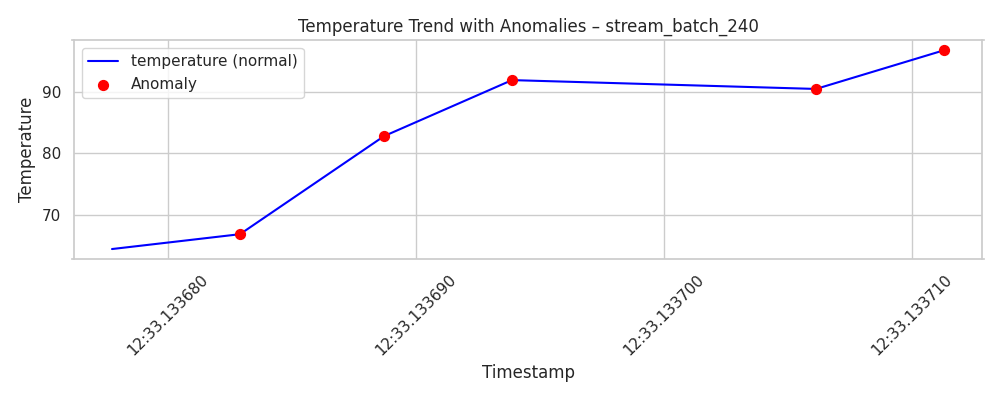 Temperature Trend with Anomalies – stream_batch_240
temperature (normal)
Anomaly
Temperature
90
80
70
12:33.133680
12:33.133690
12:33.133700
12:33.133710
Timestamp